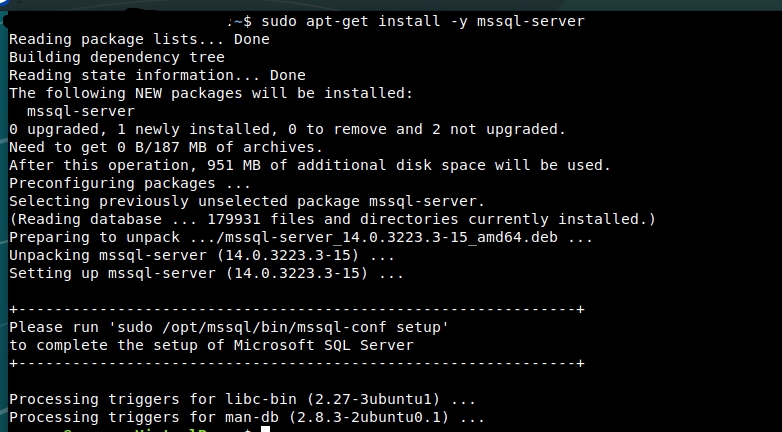 :~$ sudo apt-get install -y mssql-server
Reading package lists... Done
Building dependency tree
Reading state information... Done
The following NEW packages will be installed:
  mssql-server
0 upgraded, 1 newly installed, 0 to remove and 2 not upgraded.
Need to get 0 B/187 MB of archives.
After this operation, 951 MB of additional disk space will be used.
Preconfiguring packages ...
Selecting previously unselected package mssql-server.
(Reading database ... 179931 files and directories currently installed.)
Preparing to unpack .../mssql-server_14.0.3223.3-15_amd64.deb ...
Unpacking mssql-server (14.0.3223.3-15) ...
Setting up mssql-server (14.0.3223.3-15) ...
+--------------------------------------------------------------+
Please run 'sudo /opt/mssql/bin/mssql-conf setup'
to complete the setup of Microsoft SQL Server
+--------------------------------------------------------------+
Processing triggers for libc-bin (2.27-3ubuntu1) ...
Processing triggers for man-db (2.8.3-2ubuntu0.1) ...